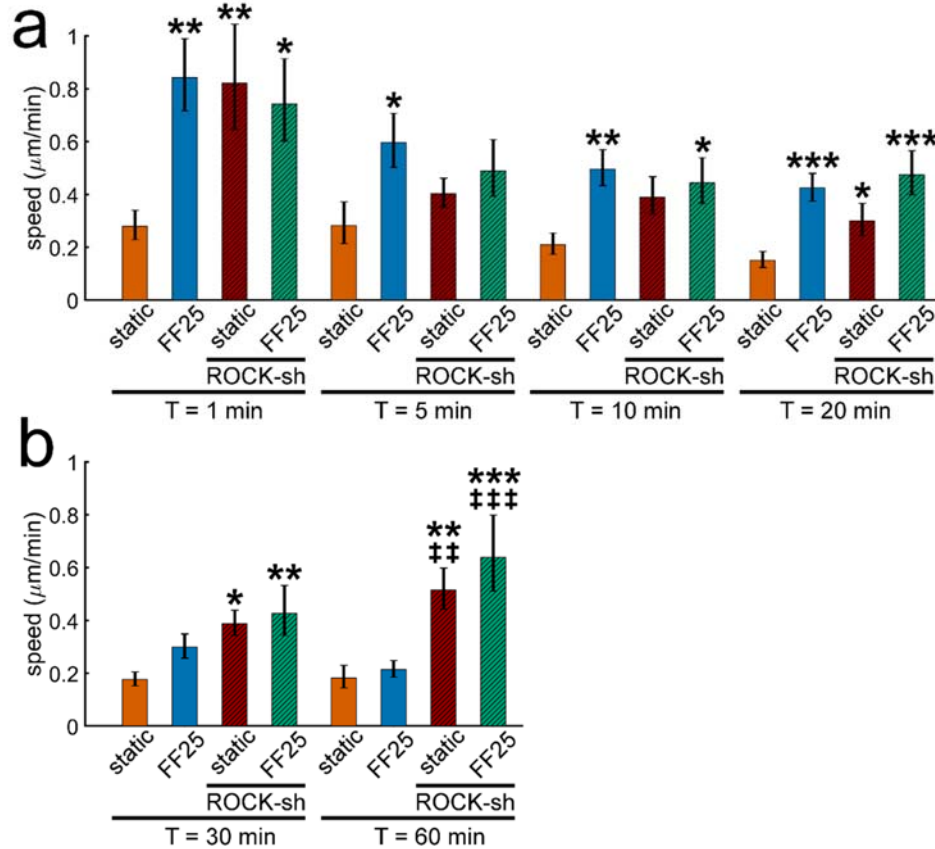 a
speed (μm/min)
1
0.8
0.6
0.4
0.2
0
** ** *
*
** *
*** * ***
static FF25 static FF25 static FF25 static FF25 static FF25 static FF25 static FF25 static FF25
ROCK-sh ROCK-sh ROCK-sh ROCK-sh
T = 1 min T = 5 min T = 10 min T = 20 min
b
speed (μm/min)
1
0.8
0.6
0.4
0.2
0
* **
** ***
‡‡ ‡‡‡
static FF25 static FF25 static FF25 static FF25
ROCK-sh ROCK-sh
T = 30 min T = 60 min